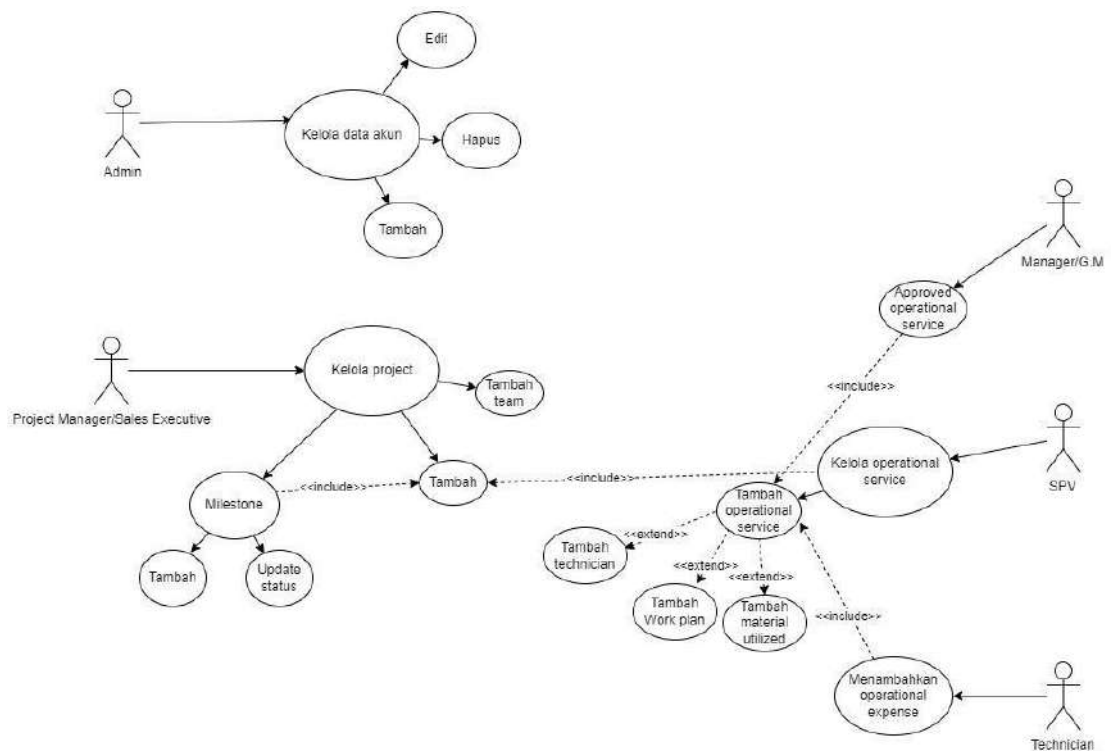 Edit
Kelola data akun
Hapus
Admin
Tambah
Manager/G.M
Approved
operational
service
Kelola project
Tambah
team
<<include>>
Project Manager/Sales Executive
Kelola operational
service
SPV
Milestone
<<include>>
Tambah
<<include>>
Tambah
operational
service
Tambah
technician
<<extend>>
<<extend>>
<<extend>>
Tambah
Update
status
Tambah
Work plan
Tambah
material
utilized
<<include>>
Menambahkan
operational
expense
Technician